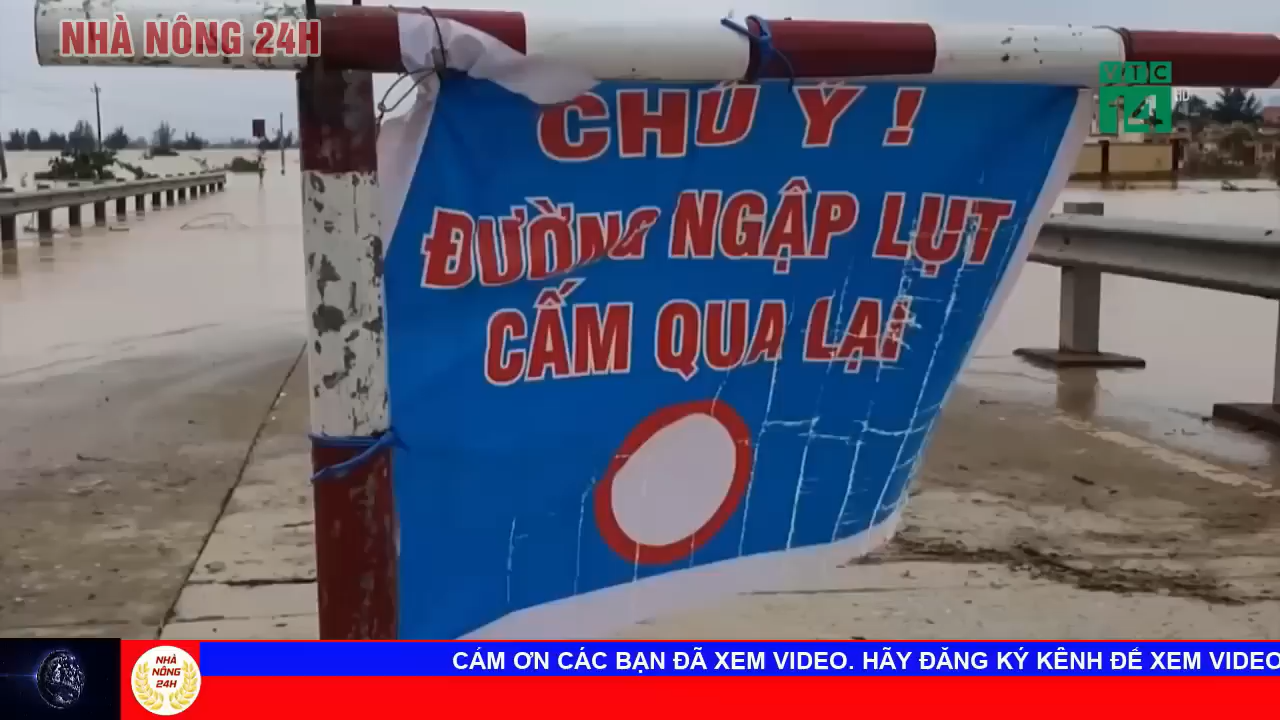 NHÀ NÔNG 24H
VTC
14
HD
CHÚ Ý !
ĐƯỜNG NGẬP LỤT
CẤM QUA LẠI
NHÀ
NÔNG
24H
CÁM ƠN CÁC BẠN ĐÃ XEM VIDEO. HÃY ĐĂNG KÝ KÊNH ĐỂ XEM VIDEO